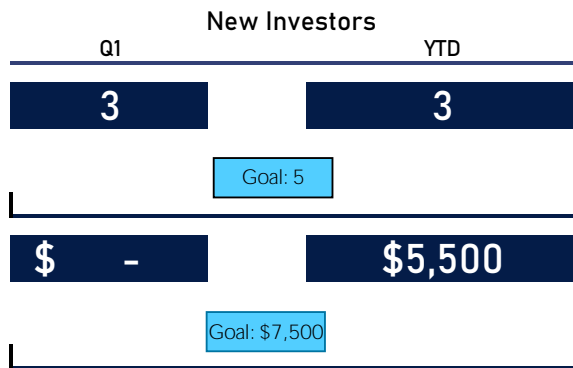 New Investors
Q1 YTD
3 3
Goal: 5
$ - $5,500
Goal: $7,500